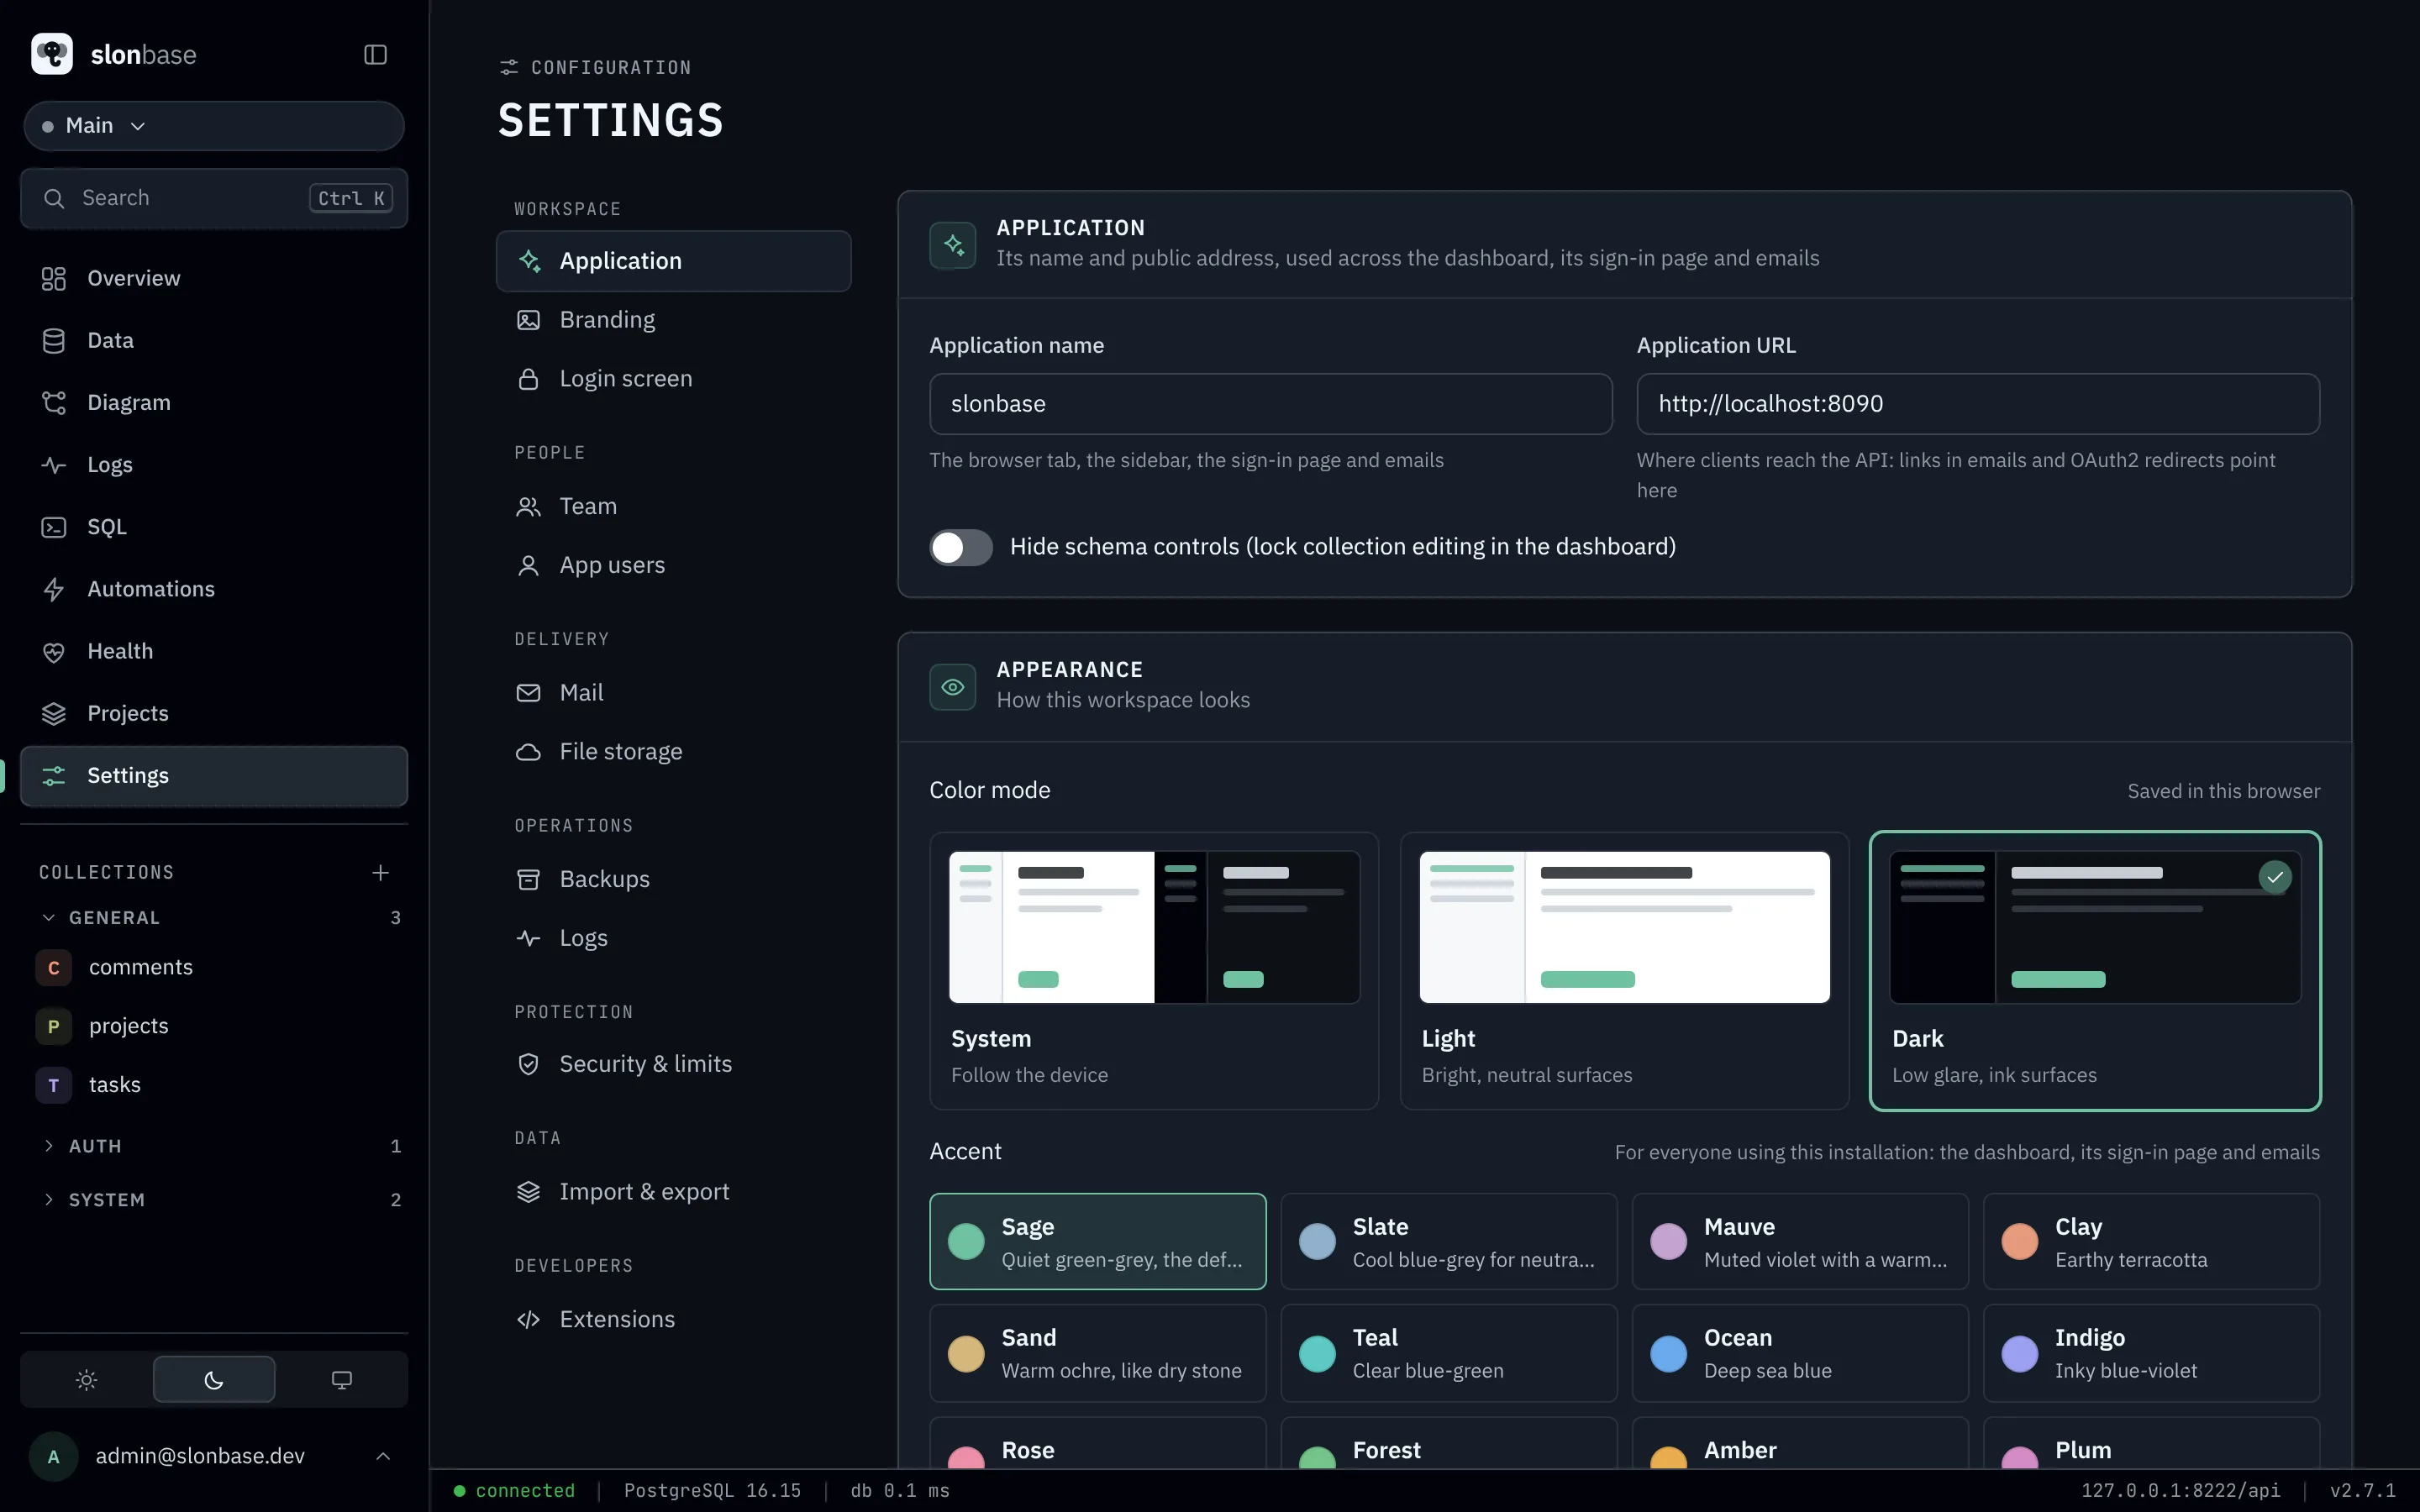 slonbase
Main
Search
Ctrl K
Overview
Data
Diagram
Logs
SQL
Automations
Health
Projects
Settings
COLLECTIONS
GENERAL 3
C comments
P projects
T tasks
AUTH 1
SYSTEM 2
A admin@slonbase.dev
CONFIGURATION
SETTINGS
WORKSPACE
Application
Branding
Login screen
PEOPLE
Team
App users
DELIVERY
Mail
File storage
OPERATIONS
Backups
Logs
PROTECTION
Security & limits
DATA
Import & export
DEVELOPERS
Extensions
APPLICATION
Its name and public address, used across the dashboard, its sign-in page and emails
Application name
slonbase
The browser tab, the sidebar, the sign-in page and emails
Application URL
http://localhost:8090
Where clients reach the API: links in emails and OAuth2 redirects point
here
Hide schema controls (lock collection editing in the dashboard)
APPEARANCE
How this workspace looks
Color mode
Saved in this browser
System
Follow the device
Light
Bright, neutral surfaces
Dark
Low glare, ink surfaces
Accent
For everyone using this installation: the dashboard, its sign-in page and emails
Sage
Quiet green-grey, the def...
Slate
Cool blue-grey for neutra...
Mauve
Muted violet with a warm...
Clay
Earthy terracotta
Sand
Warm ochre, like dry stone
Teal
Clear blue-green
Ocean
Deep sea blue
Indigo
Inky blue-violet
Rose
Forest
Amber
Plum
connected | PostgreSQL 16.15 | db 0.1 ms
127.0.0.1:8222/api | v2.7.1